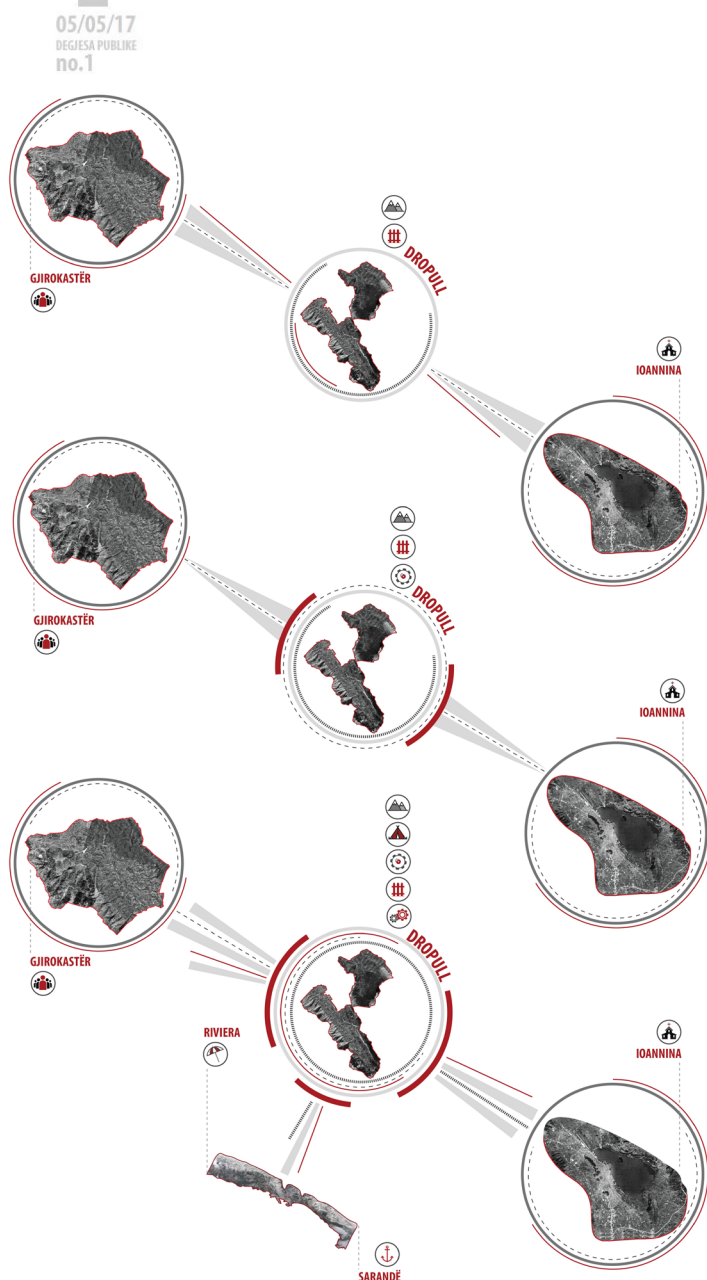 05/05/17
DEGJESA PUBLIKE
no.1
GJIROKASTËR
DROPULL
IOANNINA
GJIROKASTËR
DROPULL
IOANNINA
GJIROKASTËR
DROPULL
RIVIERA
IOANNINA
SARANDË